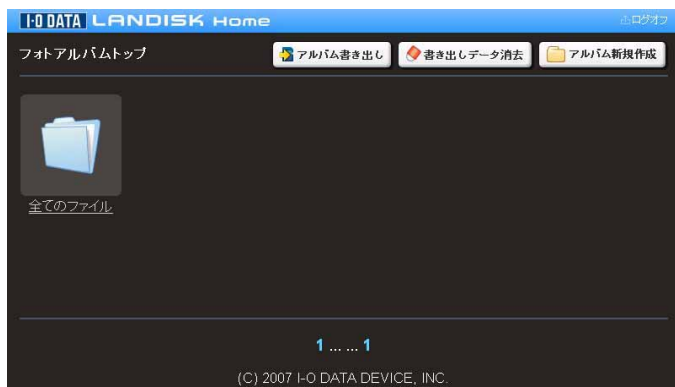 I-O DATA LANDISK Home ログオフ
フォトアルバムトップ アルバム書き出し 書き出しデータ消去 アルバム新規作成
全てのファイル
1 ... ... 1
(C) 2007 I-O DATA DEVICE, INC.